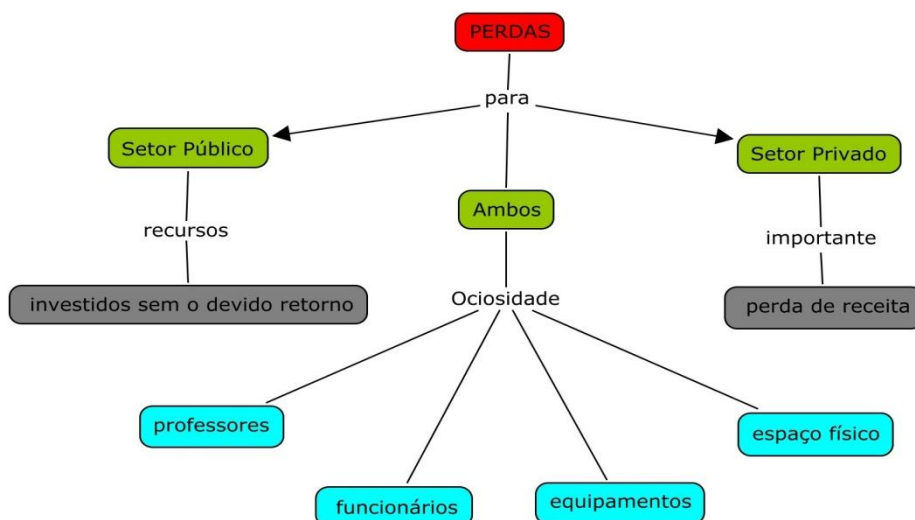 PERDAS
para
Setor Público
Ambos
Setor Privado
recursos
importante
investidos sem o devido retorno
Ociosidade
perda de receita
professores
funcionários
equipamentos
espaço físico